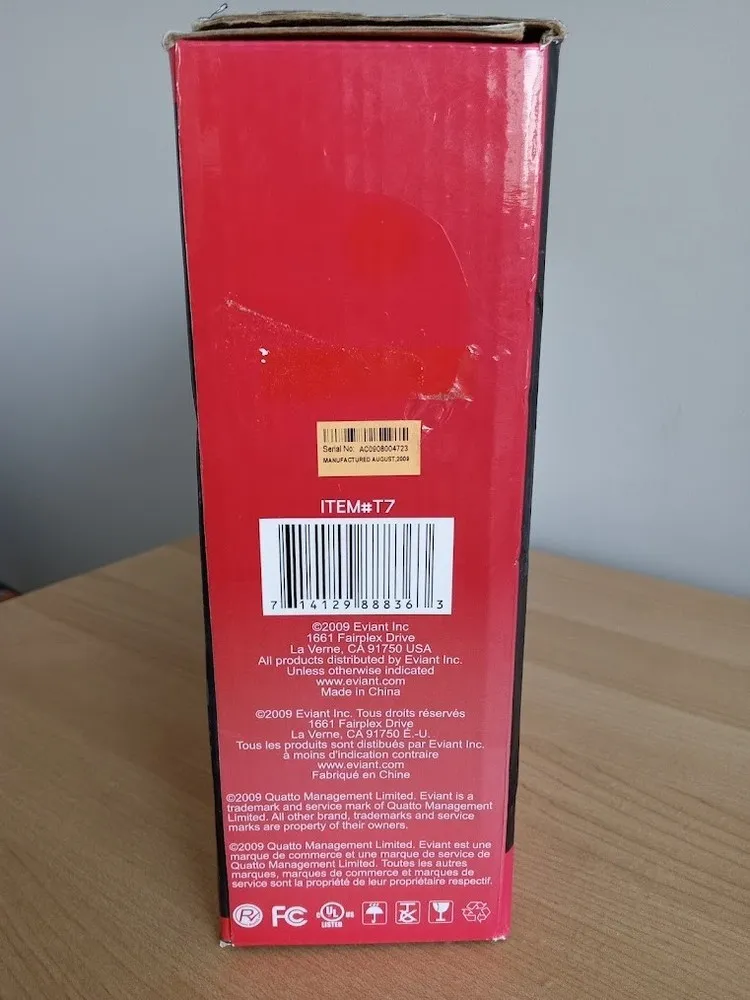 Serial No: AC0908004723
MANUFACTURED AUGUST,2009
ITEM#T7
7 14129 88836 3
©2009 Eviant Inc
1661 Fairplex Drive
La Verne, CA 91750 USA
All products distributed by Eviant Inc.
Unless otherwise indicated
www.eviant.com
Made in China
©2009 Eviant Inc. Tous droits réservés
1661 Fairplex Drive
La Verne, CA 91750 É.-U.
Tous les produits sont distibués par Eviant Inc.
à moins d'indication contraire
www.eviant.com
Fabriqué en Chine
©2009 Quatto Management Limited. Eviant is a
trademark and service mark of Quatto Management
Limited. All other brand, trademarks and service
marks are property of their owners.
©2009 Quatto Management Limited. Eviant est une
marque de commerce et une marque de service de
Quatto Management Limited. Toutes les autres
marques, marques de commerce et marques de
service sont la propriété de leur propriétaire respectif.
FC c UL us
LISTED